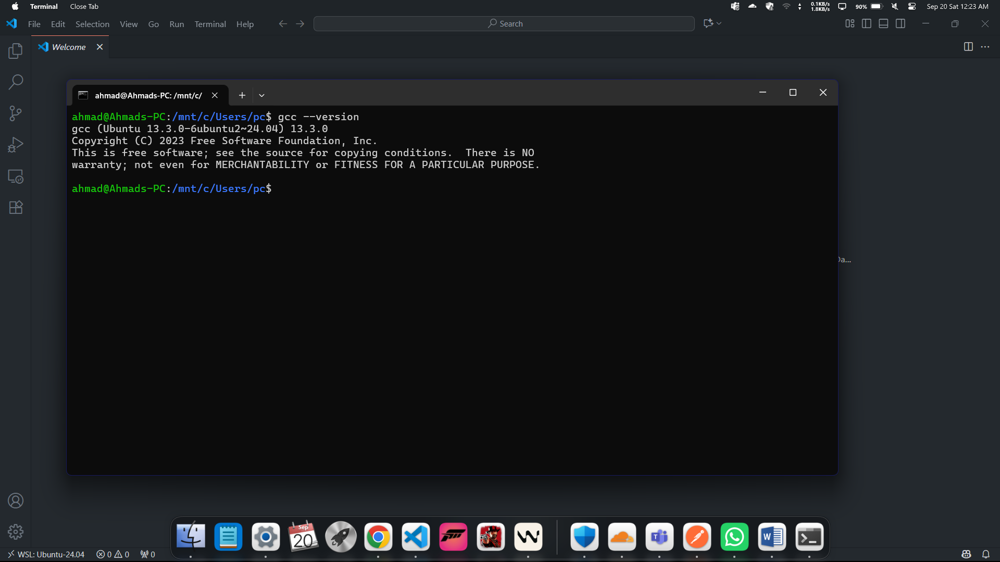 Terminal Close Tab
0.1KB/s
1.8KB/s
90%
Sep 20 Sat 12:23 AM
File Edit Selection View Go Run Terminal Help
Search
Welcome
ahmad@Ahmads-PC: /mnt/c/
ahmad@Ahmads-PC:/mnt/c/Users/pc$ gcc --version
gcc (Ubuntu 13.3.0-6ubuntu2~24.04) 13.3.0
Copyright (C) 2023 Free Software Foundation, Inc.
This is free software; see the source for copying conditions.  There is NO
warranty; not even for MERCHANTABILITY or FITNESS FOR A PARTICULAR PURPOSE.
ahmad@Ahmads-PC:/mnt/c/Users/pc$
Sep
20
T
W
WSL: Ubuntu-24.04 0 0 0